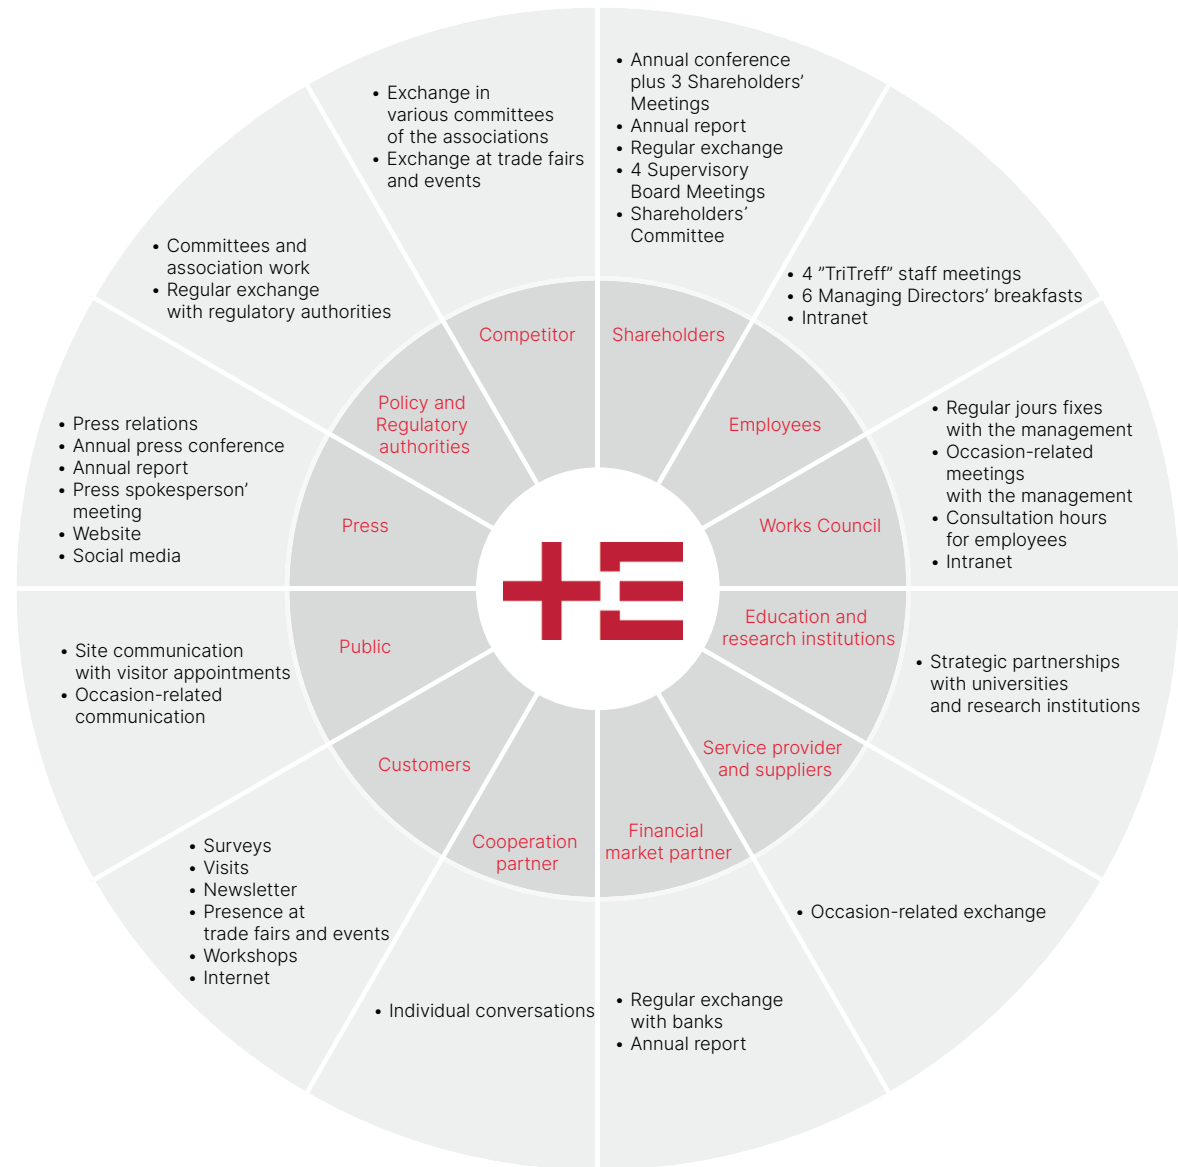 • Annual conference
plus 3 Shareholders’
Meetings
• Annual report
• Regular exchange
• 4 Supervisory
Board Meetings
• Shareholders’
Committee
Shareholders
• 4 ”TriTreff” staff meetings
• 6 Managing Directors’ breakfasts
• Intranet
Employees
• Regular jours fixes
with the management
• Occasion-related
meetings
with the management
• Consultation hours
for employees
• Intranet
Works Council
Education and
research institutions
• Strategic partnerships
with universities
and research institutions
Service provider
and suppliers
• Occasion-related exchange
Financial
market partner
• Regular exchange
with banks
• Annual report
Cooperation
partner
• Individual conversations
Customers
• Surveys
• Visits
• Newsletter
• Presence at
trade fairs and events
• Workshops
• Internet
Public
• Site communication
with visitor appointments
• Occasion-related
communication
Press
• Press relations
• Annual press conference
• Annual report
• Press spokesperson’
meeting
• Website
• Social media
Policy and
Regulatory
authorities
• Committees and
association work
• Regular exchange
with regulatory authorities
Competitor
• Exchange in
various committees
of the associations
• Exchange at trade fairs
and events
+E